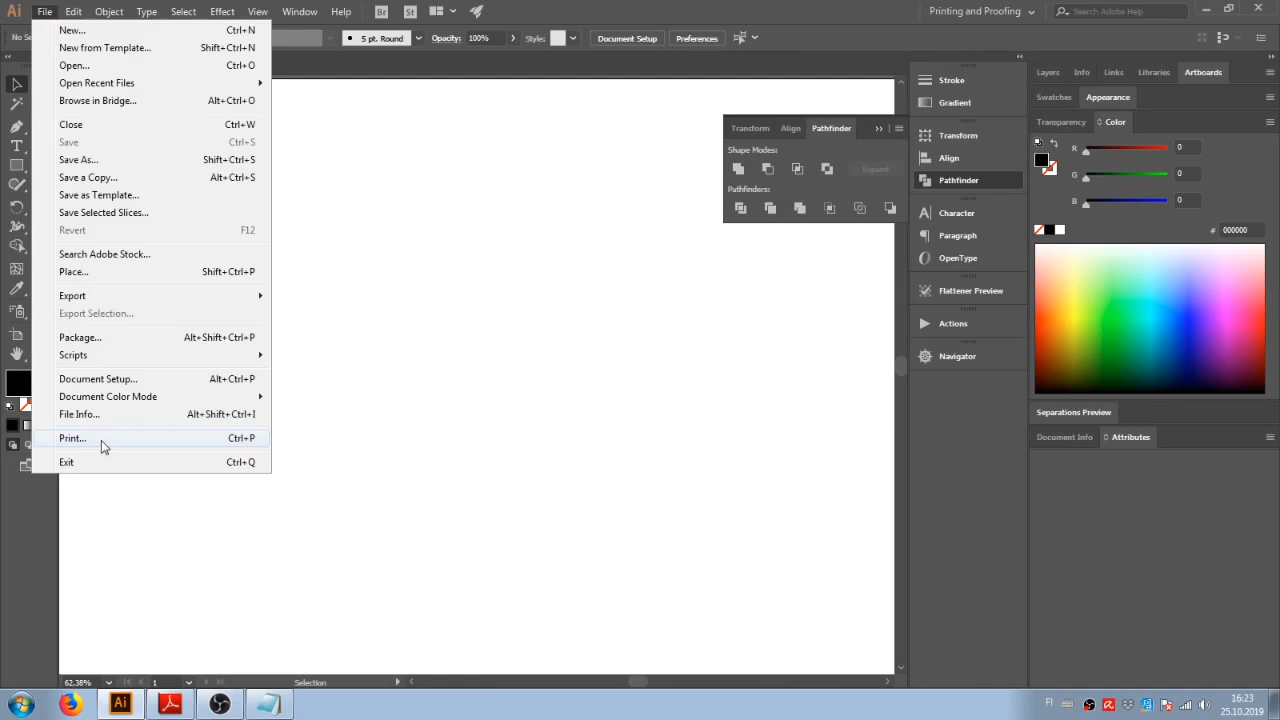 Ai File Edit Object Type Select Effect View Window Help Br St Printing and Proofing Search Adobe Help
No Se 5 pt. Round Opacity: 100% Style: Document Setup Preferences
New... Ctrl+N
New from Template... Shift+Ctrl+N
Open... Ctrl+O
Open Recent Files
Browse in Bridge... Alt+Ctrl+O
Close Ctrl+W
Save Ctrl+S
Save As... Shift+Ctrl+S
Save a Copy... Alt+Ctrl+S
Save as Template...
Save Selected Slices...
Revert F12
Search Adobe Stock...
Place... Shift+Ctrl+P
Export
Export Selection...
Package... Alt+Shift+Ctrl+P
Scripts
Document Setup... Alt+Ctrl+P
Document Color Mode
File Info... Alt+Shift+Ctrl+I
Print... Ctrl+P
Exit Ctrl+Q
Transform Align Pathfinder
Shape Modes:
Expand
Pathfinders:
Stroke
Gradient
Transform
Align
Pathfinder
Character
Paragraph
OpenType
Flattener Preview
Actions
Navigator
Layers Info Links Libraries Artboards
Swatches Appearance
Transparency Color
R 0
G 0
B 0
# 000000
Separations Preview
Document Info Attributes
62,38% 1 Selection
Ai FI 16:23
25.10.2019